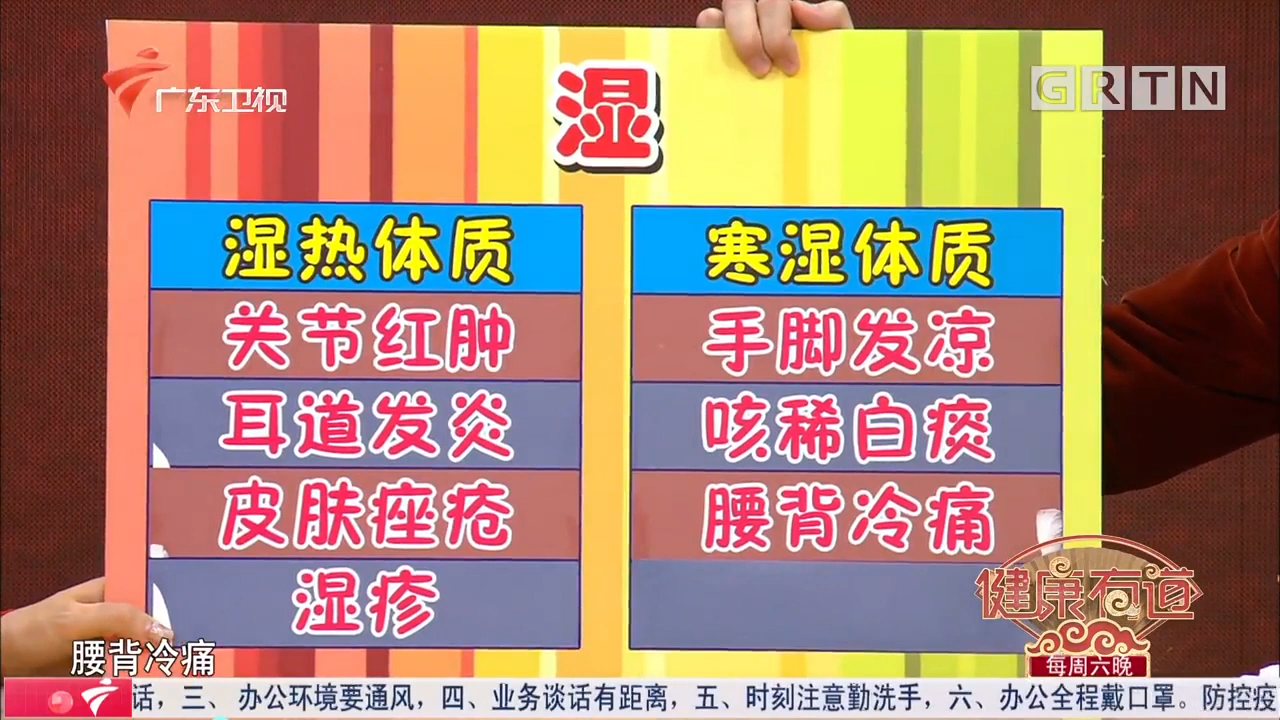 广东卫视
GRTN
湿
湿热体质
关节红肿
耳道发炎
皮肤痤疮
湿疹
寒湿体质
手脚发凉
咳稀白痰
腰背冷痛
健康有道
每周六晚
腰背冷痛
话，三、办公环境要通风，四、业务谈话有距离，五、时刻注意勤洗手，六、办公全程戴口罩。防控疫